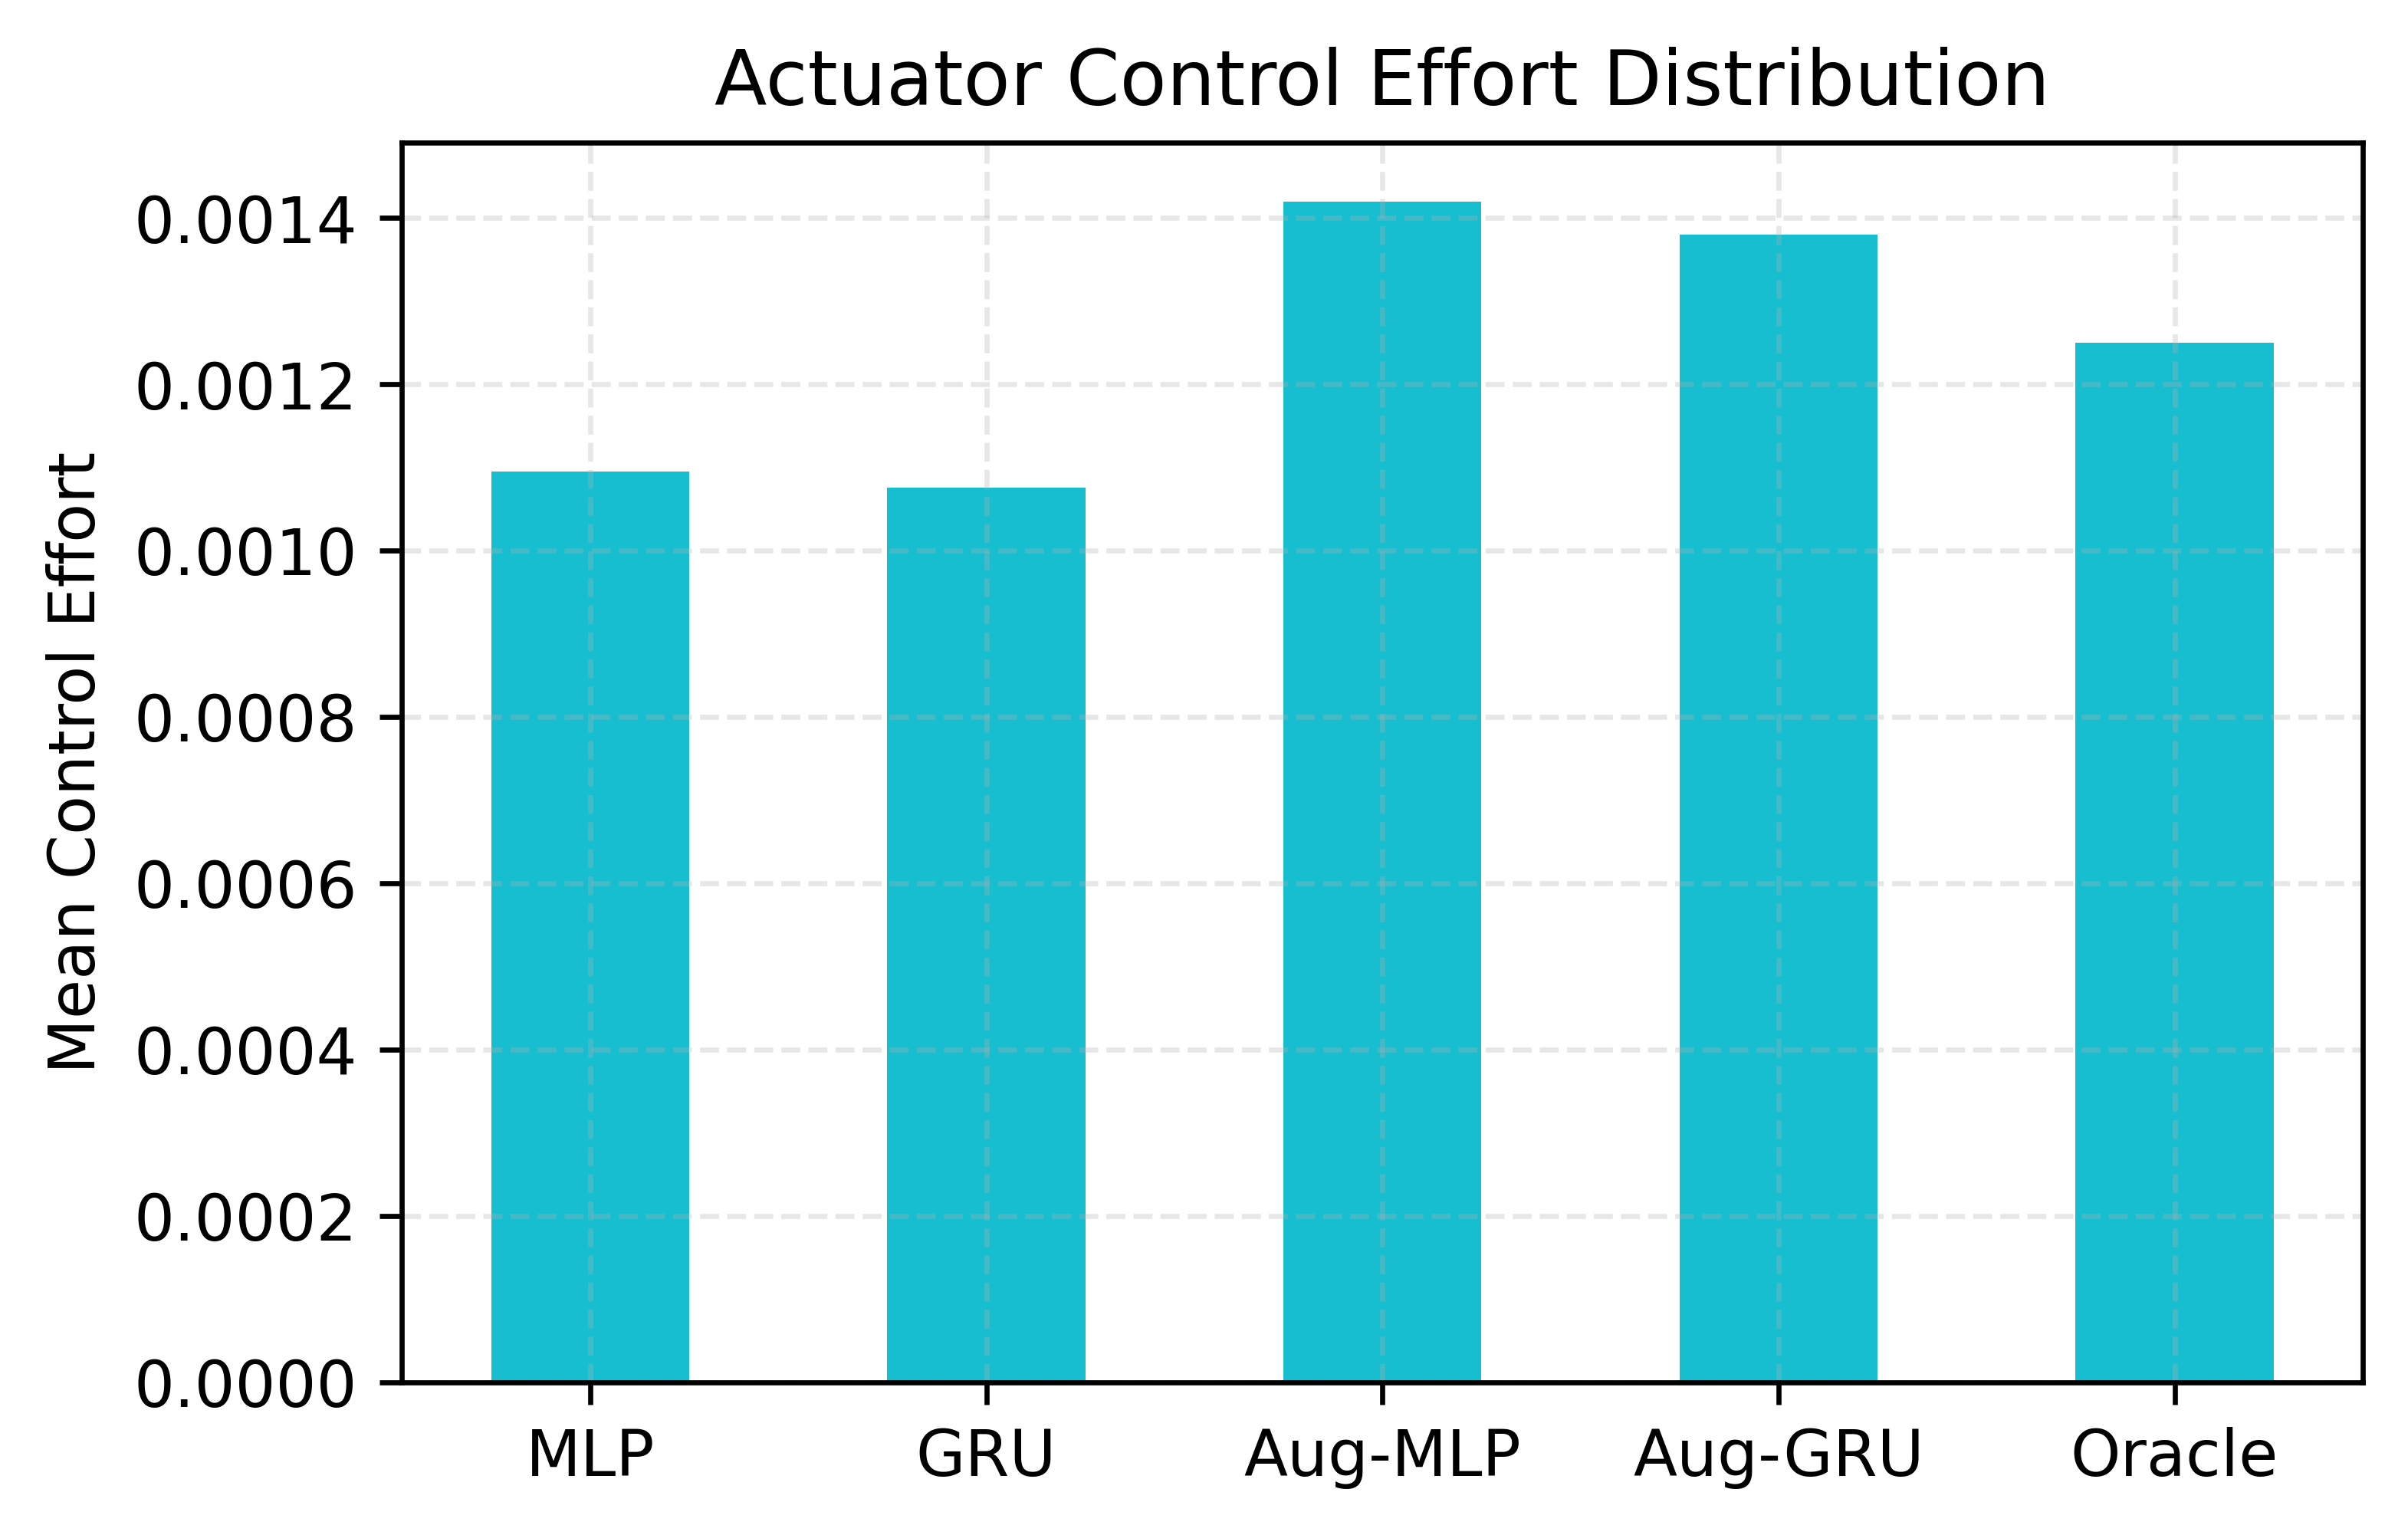 Actuator Control Effort Distribution
Mean Control Effort
0.0014
0.0012
0.0010
0.0008
0.0006
0.0004
0.0002
0.0000
MLP GRU Aug-MLP Aug-GRU Oracle